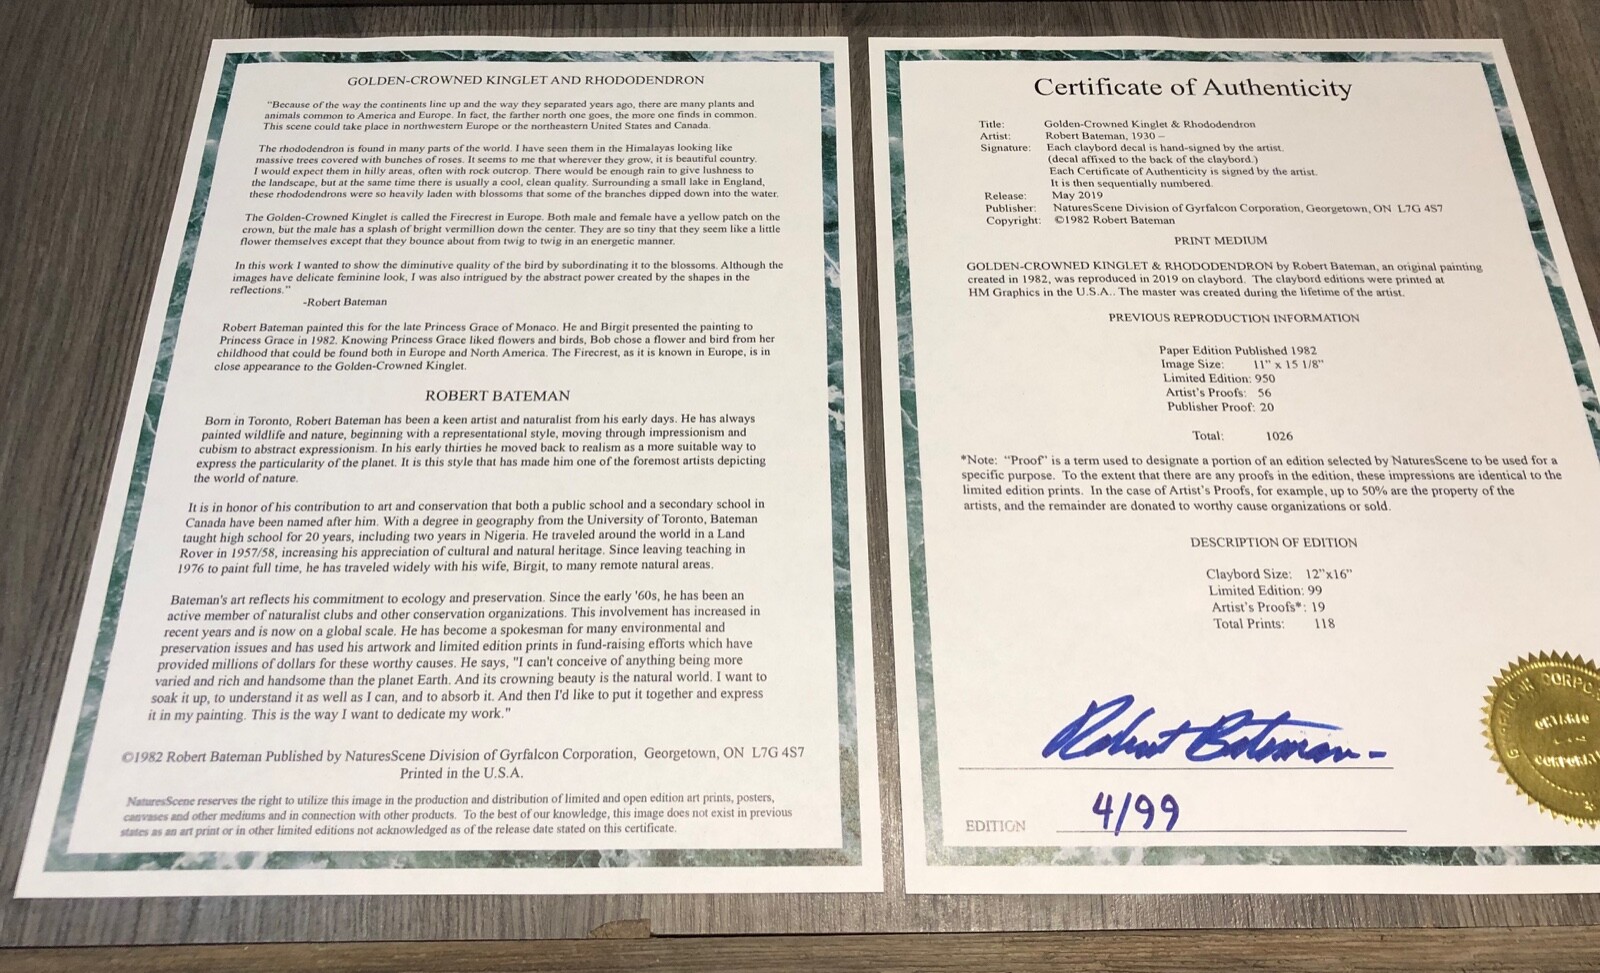 GOLDEN-CROWNED KINGLET AND RHODODENDRON
"Because of the way the continents line up and the way they separated years ago, there are many plants and
animals common to America and Europe. In fact, the farther north one goes, the more one finds in common.
This scene could take place in northwestern Europe or the northeastern United States and Canada.
The rhododendron is found in many parts of the world. I have seen them in the Himalayas looking like
massive trees covered with bunches of roses. It seems to me that wherever they grow, it is beautiful country.
I would expect them in hilly areas, often with rock outcrop. There would be enough rain to give lushness to
the landscape, but at the same time there is usually a cool, clean quality. Surrounding a small lake in England,
these rhododendrons were so heavily laden with blossoms that some of the branches dipped down into the water.
The Golden-Crowned Kinglet is called the Firecrest in Europe. Both male and female have a yellow patch on the
crown, but the male has a splash of bright vermillion down the center. They are so tiny that they seem like a little
flower themselves except that they bounce about from twig to twig in an energetic manner.
In this work I wanted to show the diminutive quality of the bird by subordinating it to the blossoms. Although the
images have delicate feminine look, I was also intrigued by the abstract power created by the shapes in the
reflections."
-Robert Bateman
Robert Bateman painted this for the late Princess Grace of Monaco. He and Birgit presented the painting to
Princess Grace in 1982. Knowing Princess Grace liked flowers and birds, Bob chose a flower and bird from her
childhood that could be found both in Europe and North America. The Firecrest, as it is known in Europe, is in
close appearance to the Golden-Crowned Kinglet.
ROBERT BATEMAN
Born in Toronto, Robert Bateman has been a keen artist and naturalist from his early days. He has always
painted wildlife and nature, beginning with a representational style, moving through impressionism and
cubism to abstract expressionism. In his early thirties he moved back to realism as a more suitable way to
express the particularity of the planet. It is this style that has made him one of the foremost artists depicting
the world of nature.
It is in honor of his contribution to art and conservation that both a public school and a secondary school in
Canada have been named after him. With a degree in geography from the University of Toronto, Bateman
taught high school for 20 years, including two years in Nigeria. He traveled around the world in a Land
Rover in 1957/58, increasing his appreciation of cultural and natural heritage. Since leaving teaching in
1976 to paint full time, he has traveled widely with his wife, Birgit, to many remote natural areas.
Bateman's art reflects his commitment to ecology and preservation. Since the early '60s, he has been an
active member of naturalist clubs and other conservation organizations. This involvement has increased in
recent years and is now on a global scale. He has become a spokesman for many environmental and
preservation issues and has used his artwork and limited edition prints in fund-raising efforts which have
provided millions of dollars for these worthy causes. He says, "I can't conceive of anything being more
varied and rich and handsome than the planet Earth. And its crowning beauty is the natural world. I want to
soak it up, to understand it as well as I can, and to absorb it. And then I'd like to put it together and express
it in my painting. This is the way I want to dedicate my work."
©1982 Robert Bateman Published by NaturesScene Division of Gyrfalcon Corporation, Georgetown, ON L7G 4S7
Printed in the U.S.A.
NaturesScene reserves the right to utilize this image in the production and distribution of limited and open edition art prints, posters,
canvases and other mediums and in connection with other products. To the best of our knowledge, this image does not exist in previous
states as an art print or in other limited editions not acknowledged as of the release date stated on this certificate.
Certificate of Authenticity
Title: Golden-Crowned Kinglet & Rhododendron
Artist: Robert Bateman, 1930 –
Signature: Each claybord decal is hand-signed by the artist.
(decal affixed to the back of the claybord.)
Each Certificate of Authenticity is signed by the artist.
It is then sequentially numbered.
Release: May 2019
Publisher: NaturesScene Division of Gyrfalcon Corporation, Georgetown, ON L7G 4S7
Copyright: ©1982 Robert Bateman
PRINT MEDIUM
GOLDEN-CROWNED KINGLET & RHODODENDRON by Robert Bateman, an original painting
created in 1982, was reproduced in 2019 on claybord. The claybord editions were printed at
HM Graphics in the U.S.A.. The master was created during the lifetime of the artist.
PREVIOUS REPRODUCTION INFORMATION
Paper Edition Published 1982
Image Size: 11" x 15 1/8"
Limited Edition: 950
Artist's Proofs: 56
Publisher Proof: 20
Total: 1026
*Note: "Proof" is a term used to designate a portion of an edition selected by NaturesScene to be used for a
specific purpose. To the extent that there are any proofs in the edition, these impressions are identical to the
limited edition prints. In the case of Artist's Proofs, for example, up to 50% are the property of the
artists, and the remainder are donated to worthy cause organizations or sold.
DESCRIPTION OF EDITION
Claybord Size: 12"x16"
Limited Edition: 99
Artist's Proofs*: 19
Total Prints: 118
Robert Bateman -
EDITION 4/99